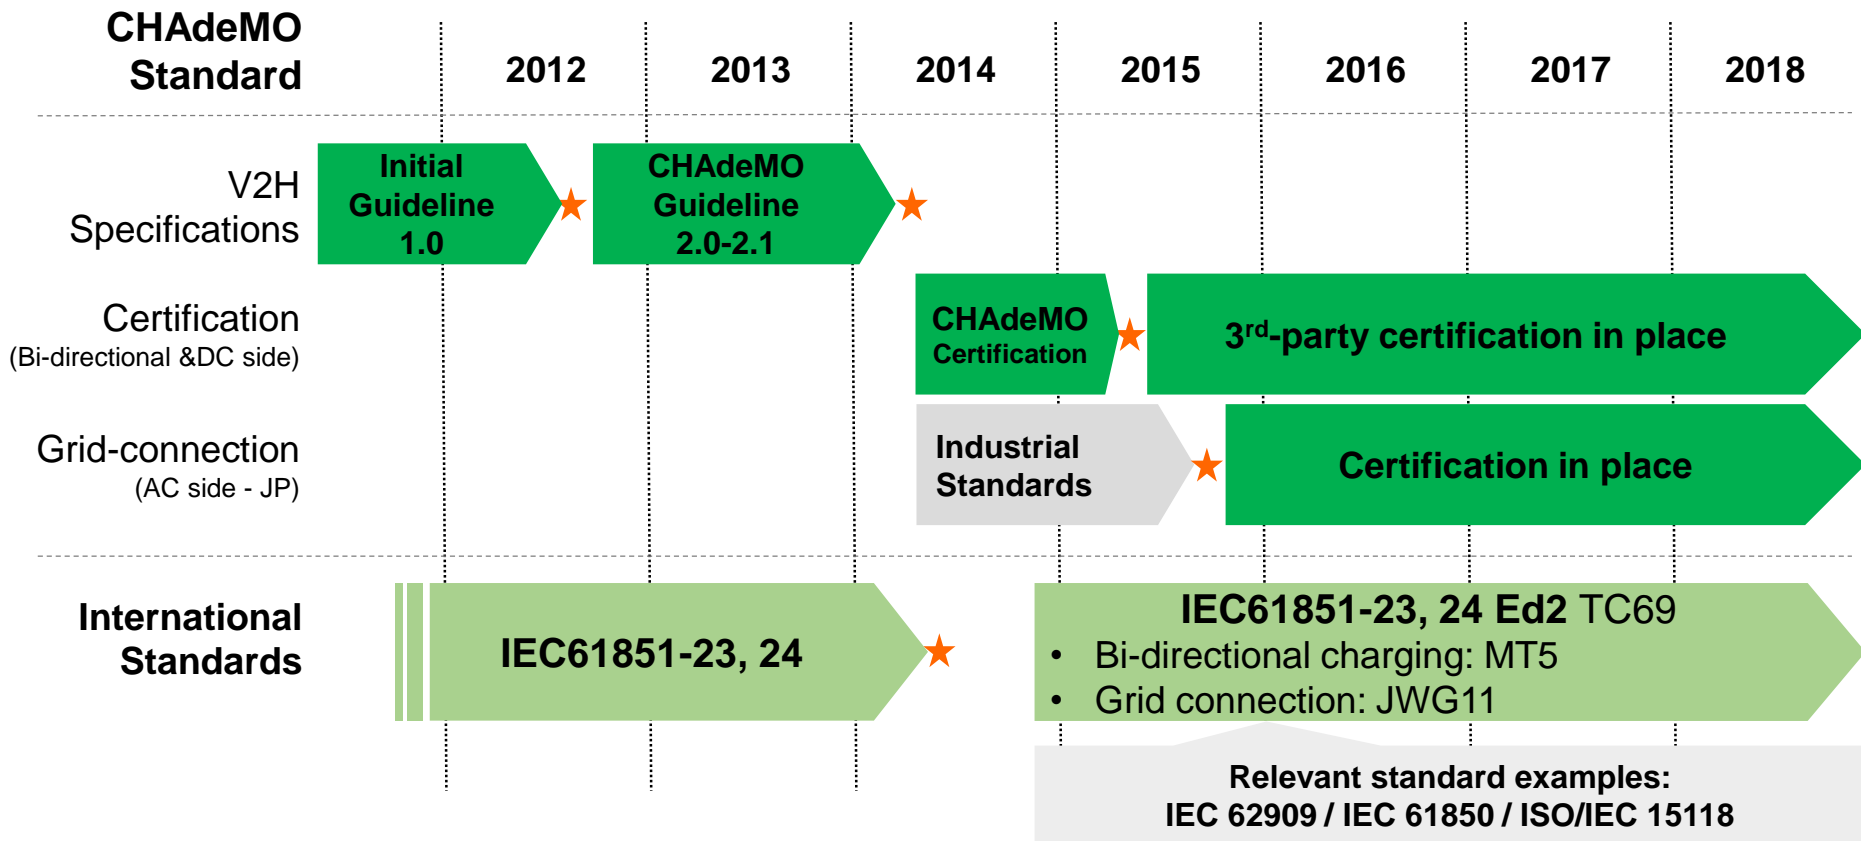 CHAdeMO
Standard
2012
2013
2014
2015
2016
2017
2018
V2H
Specifications
Initial
Guideline
1.0
CHAdeMO
Guideline
2.0-2.1
Certification
(Bi-directional &DC side)
CHAdeMO
Certification
3rd-party certification in place
Grid-connection
(AC side - JP)
Industrial
Standards
Certification in place
International
Standards
IEC61851-23, 24
IEC61851-23, 24 Ed2 TC69
• Bi-directional charging: MT5
• Grid connection: JWG11
Relevant standard examples:
IEC 62909 / IEC 61850 / ISO/IEC 15118